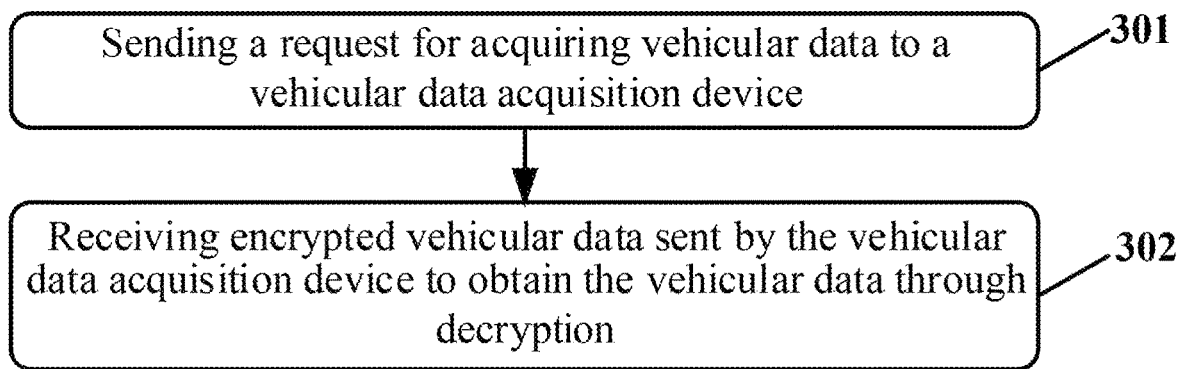 Sending a request for acquiring vehicular data to a
vehicular data acquisition device
301
Receiving encrypted vehicular data sent by the vehicular
data acquisition device to obtain the vehicular data through
decryption
302